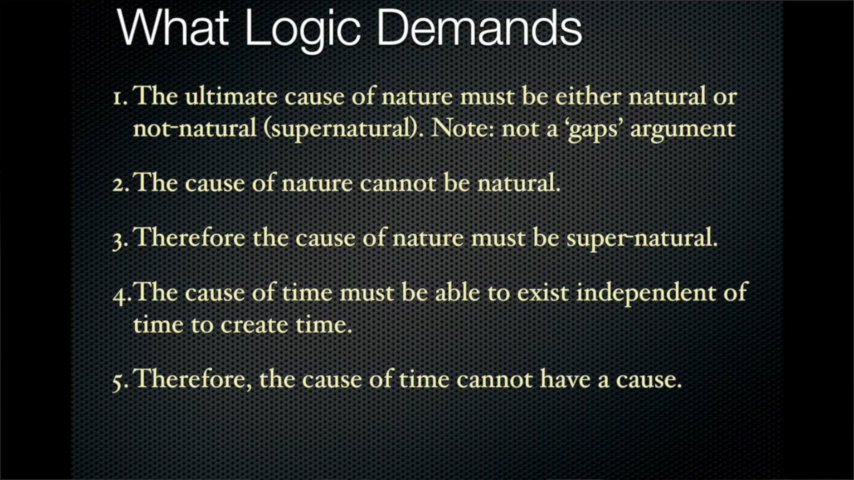 What Logic Demands
1. The ultimate cause of nature must be either natural or
not-natural (supernatural). Note: not a ‘gaps’ argument
2. The cause of nature cannot be natural.
3. Therefore the cause of nature must be super-natural.
4. The cause of time must be able to exist independent of
time to create time.
5. Therefore, the cause of time cannot have a cause.